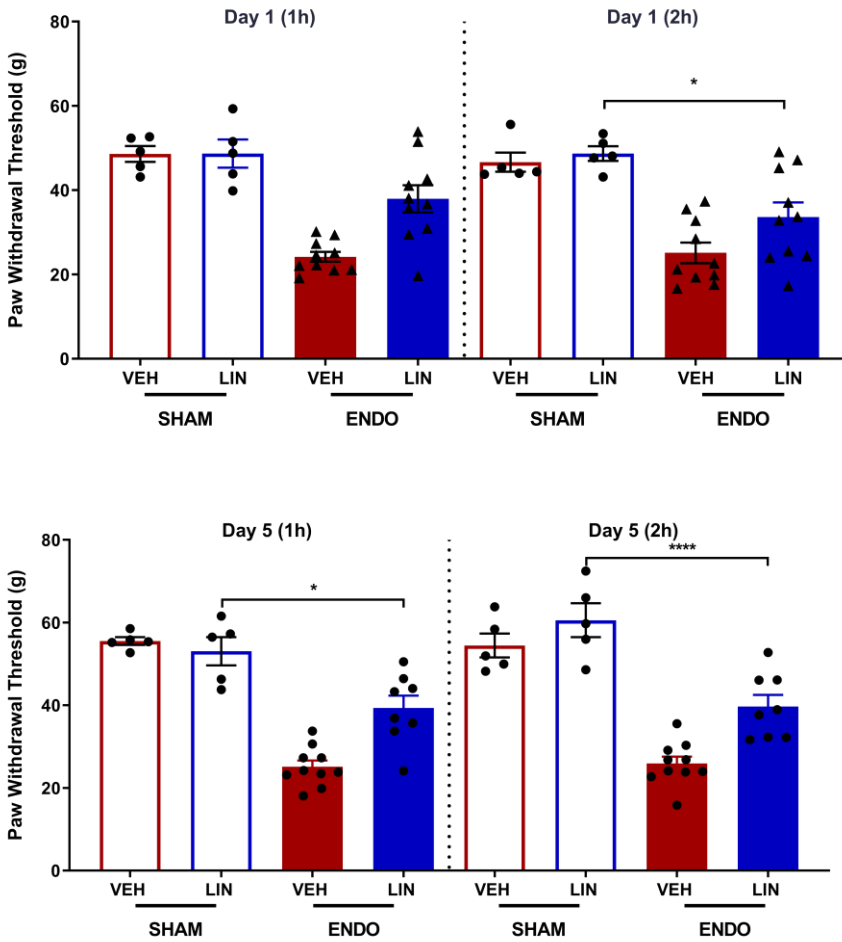 Day 1 (1h) Day 1 (2h)
Paw Withdrawal Threshold (g)
80
60
40
20
0
*
VEH LIN VEH LIN VEH LIN VEH LIN
SHAM ENDO SHAM ENDO
Day 5 (1h) Day 5 (2h)
Paw Withdrawal Threshold (g)
80
60
40
20
0
* ****
VEH LIN VEH LIN VEH LIN VEH LIN
SHAM ENDO SHAM ENDO